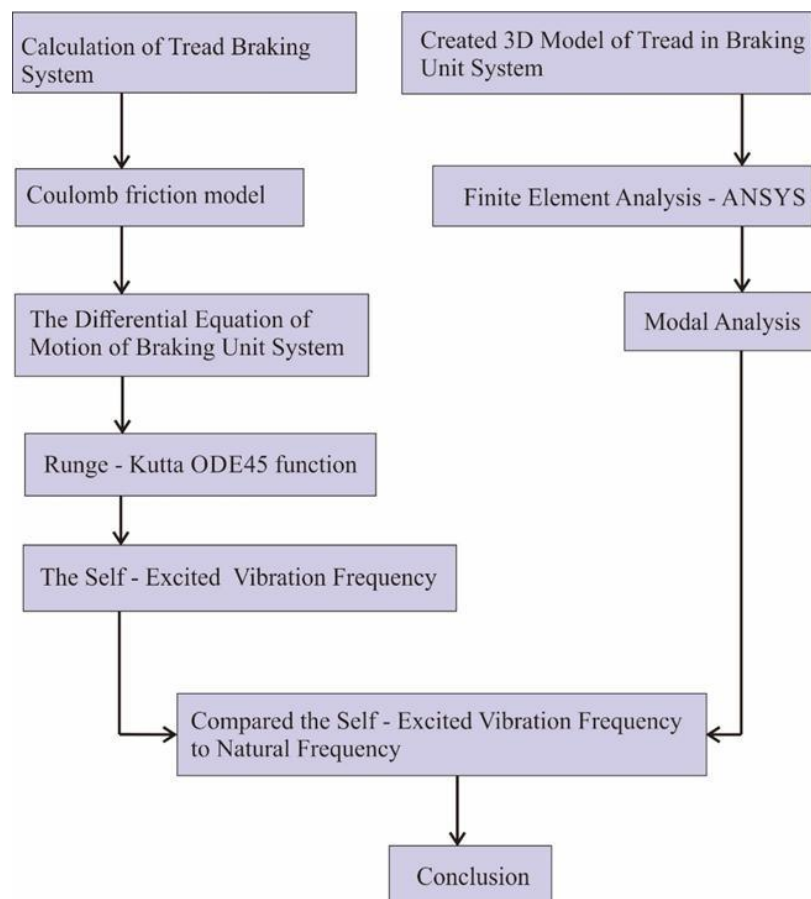 Calculation of Tread Braking
System
Created 3D Model of Tread in Braking
Unit System
Coulomb friction model
Finite Element Analysis - ANSYS
The Differential Equation of
Motion of Braking Unit System
Modal Analysis
Runge - Kutta ODE45 function
The Self - Excited Vibration Frequency
Compared the Self - Excited Vibration Frequency
to Natural Frequency
Conclusion